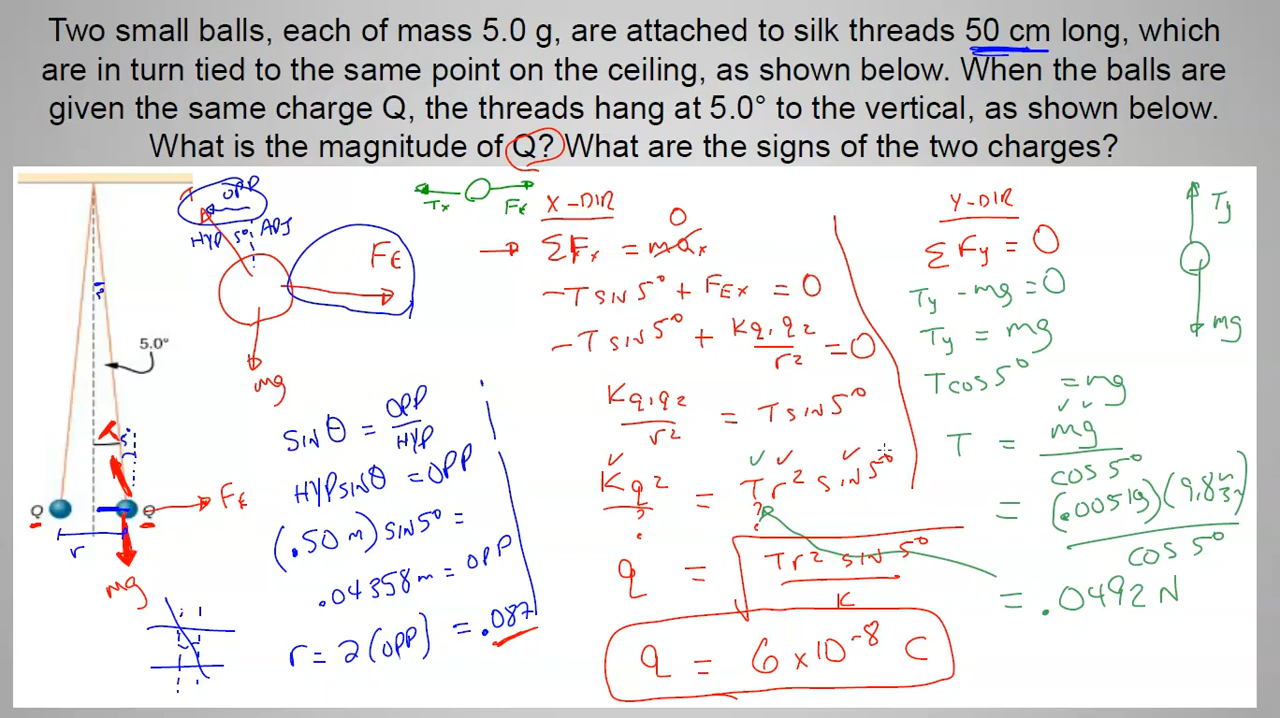 Two small balls, each of mass 5.0 g, are attached to silk threads 50 cm long, which
are in turn tied to the same point on the ceiling, as shown below. When the balls are
given the same charge Q, the threads hang at 5.0° to the vertical, as shown below.
What is the magnitude of Q? What are the signs of the two charges?
5°
5.0°
T
5°
Q
Q
FE
r
mg
OPP
HYP 5° ADJ
FE
mg
sin θ = OPP/HYP
HYP sin θ = OPP
(.50 m) sin 5° =
.04358 m = OPP
r = 2 (OPP) = .087
Tx FE
X-DIR
ΣFx = max 0
-T sin 5° + FEx = 0
-T sin 5° + Kq1q2/r² = 0
Kq1q2/r² = T sin 5°
Kq² = Tr² sin 5°
? ?
q = √(Tr² sin 5°/K)
q = 6 x 10⁻⁸ C
Y-DIR
ΣFy = 0
Ty - mg = 0
Ty = mg
T cos 5° = mg
T = mg/cos 5°
= (.0051g)(9.8 m/s²)/cos 5°
= .0492 N
Ty
mg